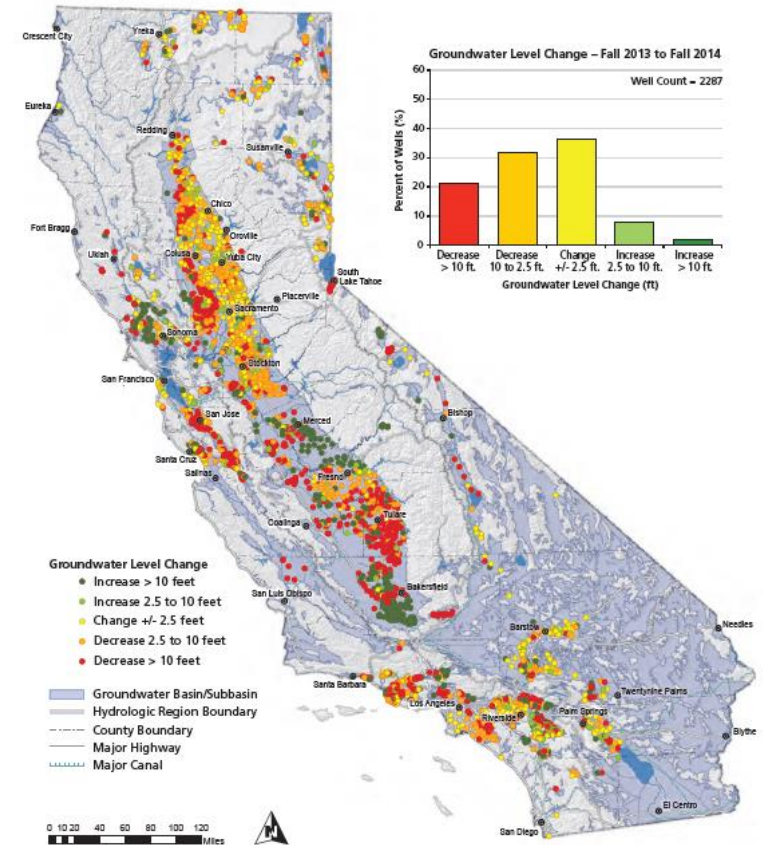 Groundwater Level Change – Fall 2013 to Fall 2014
Well Count = 2287
Percent of Wells (%)
60
50
40
30
20
10
0
Decrease
> 10 ft.
Decrease
10 to 2.5 ft.
Change
+/- 2.5 ft.
Increase
2.5 to 10 ft.
Increase
> 10 ft.
Groundwater Level Change (ft)
Crescent City
Yreka
Eureka
Redding
Susanville
Chico
Fort Bragg
Oroville
Ukiah
Colusa
Yuba City
South
Lake Tahoe
Placerville
Sacramento
Sonoma
Stockton
San Francisco
San Jose
Merced
Bishop
Santa Cruz
Salinas
Fresno
Tulare
Coalinga
Bakersfield
San Luis Obispo
Barstow
Needles
Santa Barbara
Los Angeles
Riverside
Palm Springs
Twentynine Palms
Blythe
El Centro
San Diego
Groundwater Level Change
Increase > 10 feet
Increase 2.5 to 10 feet
Change +/- 2.5 feet
Decrease 2.5 to 10 feet
Decrease > 10 feet
Groundwater Basin/Subbasin
Hydrologic Region Boundary
County Boundary
Major Highway
Major Canal
0 10 20 40 60 80 100 120
Miles
N